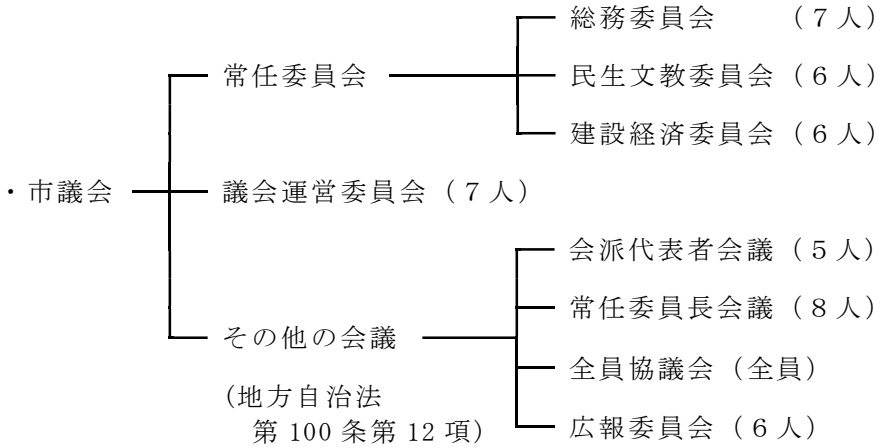 総務委員会 （7人）
常任委員会 民生文教委員会（6人）
建設経済委員会（6人）
・市議会 議会運営委員会（7人）
会派代表者会議（5人）
常任委員長会議（8人）
その他の会議
全員協議会（全員）
(地方自治法
第100条第12項) 広報委員会（6人）